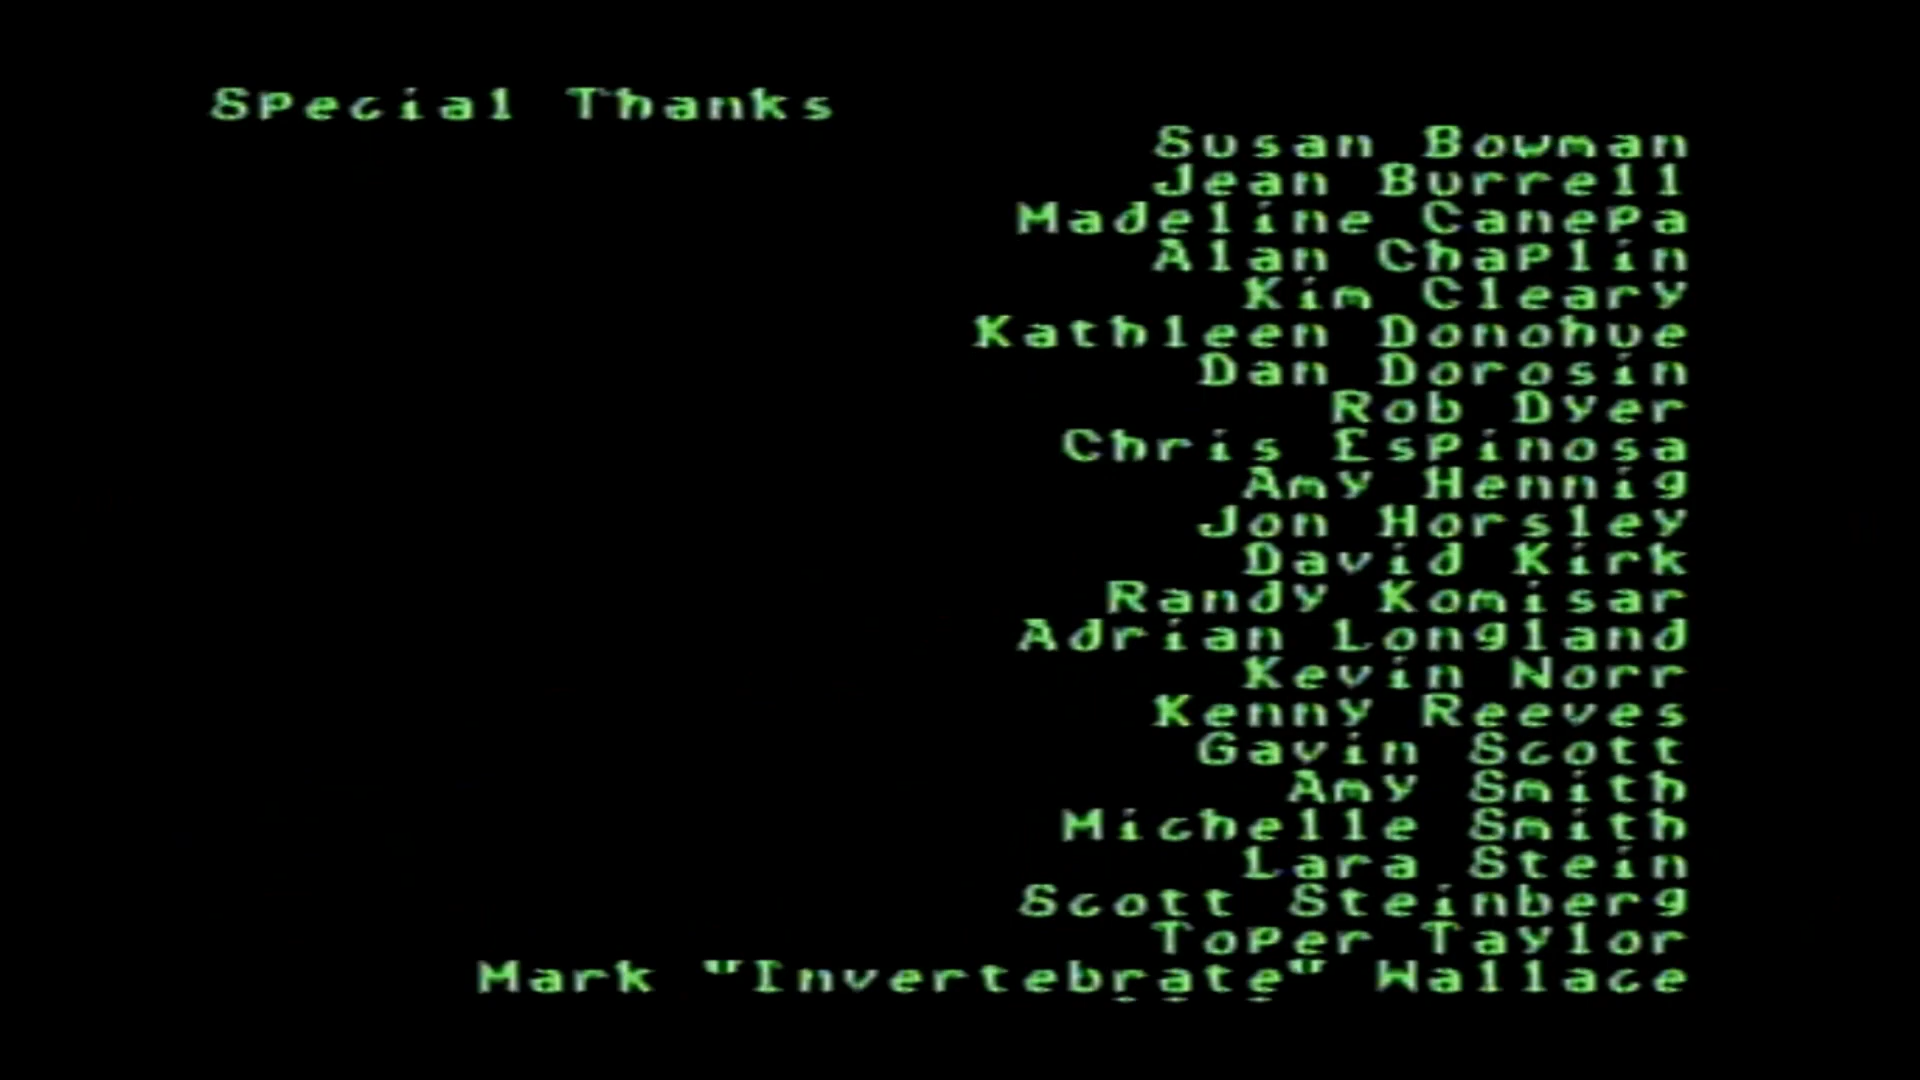 Special Thanks
Susan Bowman
Jean Burrell
Madeline Canepa
Alan Chaplin
Kim Cleary
Kathleen Donohue
Dan Dorosin
Rob Dyer
Chris Espinosa
Amy Hennig
Jon Horsley
David Kirk
Randy Komisar
Adrian Longland
Kevin Norr
Kenny Reeves
Gavin Scott
Amy Smith
Michelle Smith
Lara Stein
Scott Steinberg
Toper Taylor
Mark "Invertebrate" Wallace